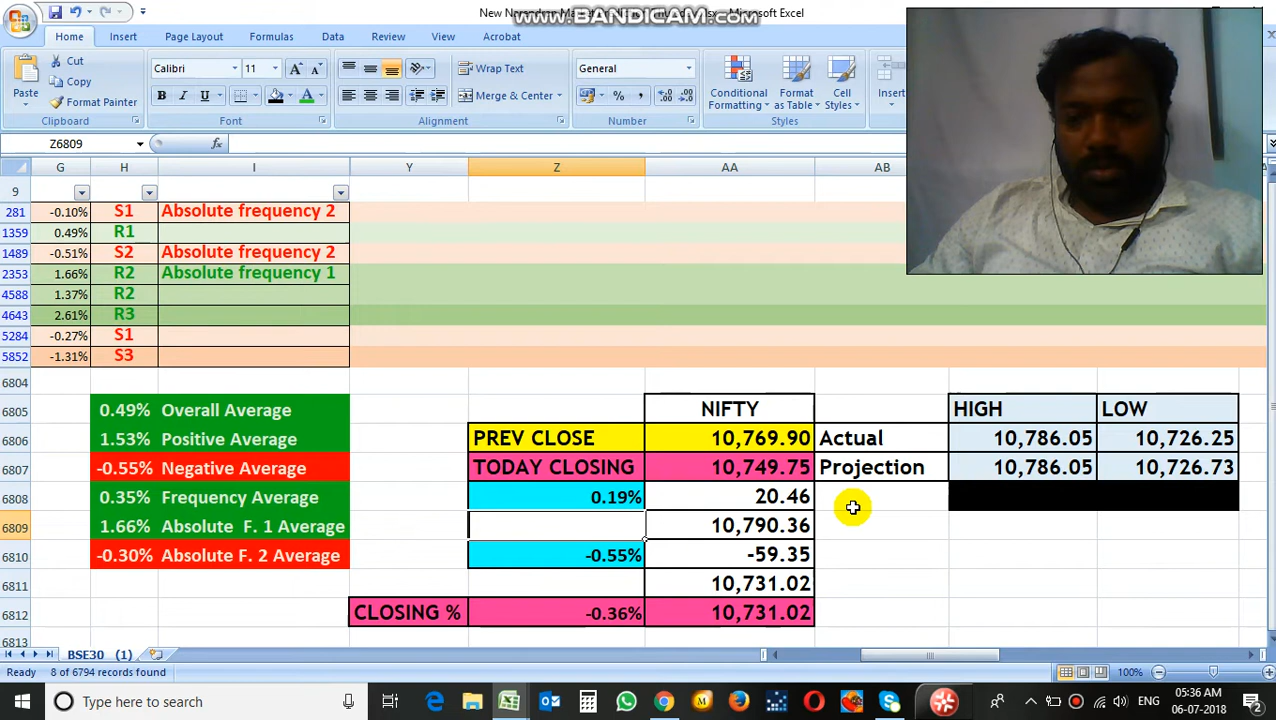 New Narendran Ma
Microsoft Excel
www.BANDICAM.com
Home Insert Page Layout Formulas Data Review View Acrobat
Cut
Copy
Format Painter
Paste
Clipboard
Calibri 11
B I U
Font
Wrap Text
Merge & Center
Alignment
General
Number
Conditional Formatting
Format as Table
Cell Styles
Styles
Insert
Z6809 fx
G H I Y Z AA AB
9
281 -0.10% S1 Absolute frequency 2
1359 0.49% R1
1489 -0.51% S2 Absolute frequency 2
2353 1.66% R2 Absolute frequency 1
4588 1.37% R2
4643 2.61% R3
5284 -0.27% S1
5852 -1.31% S3
6804
6805 0.49% Overall Average NIFTY HIGH LOW
6806 1.53% Positive Average PREV CLOSE 10,769.90 Actual 10,786.05 10,726.25
6807 -0.55% Negative Average TODAY CLOSING 10,749.75 Projection 10,786.05 10,726.73
6808 0.35% Frequency Average 0.19% 20.46
6809 1.66% Absolute F. 1 Average 10,790.36
6810 -0.30% Absolute F. 2 Average -0.55% -59.35
6811 10,731.02
6812 CLOSING % -0.36% 10,731.02
6813
BSE30 (1)
Ready 8 of 6794 records found 100%
Type here to search
05:36 AM
06-07-2018
2